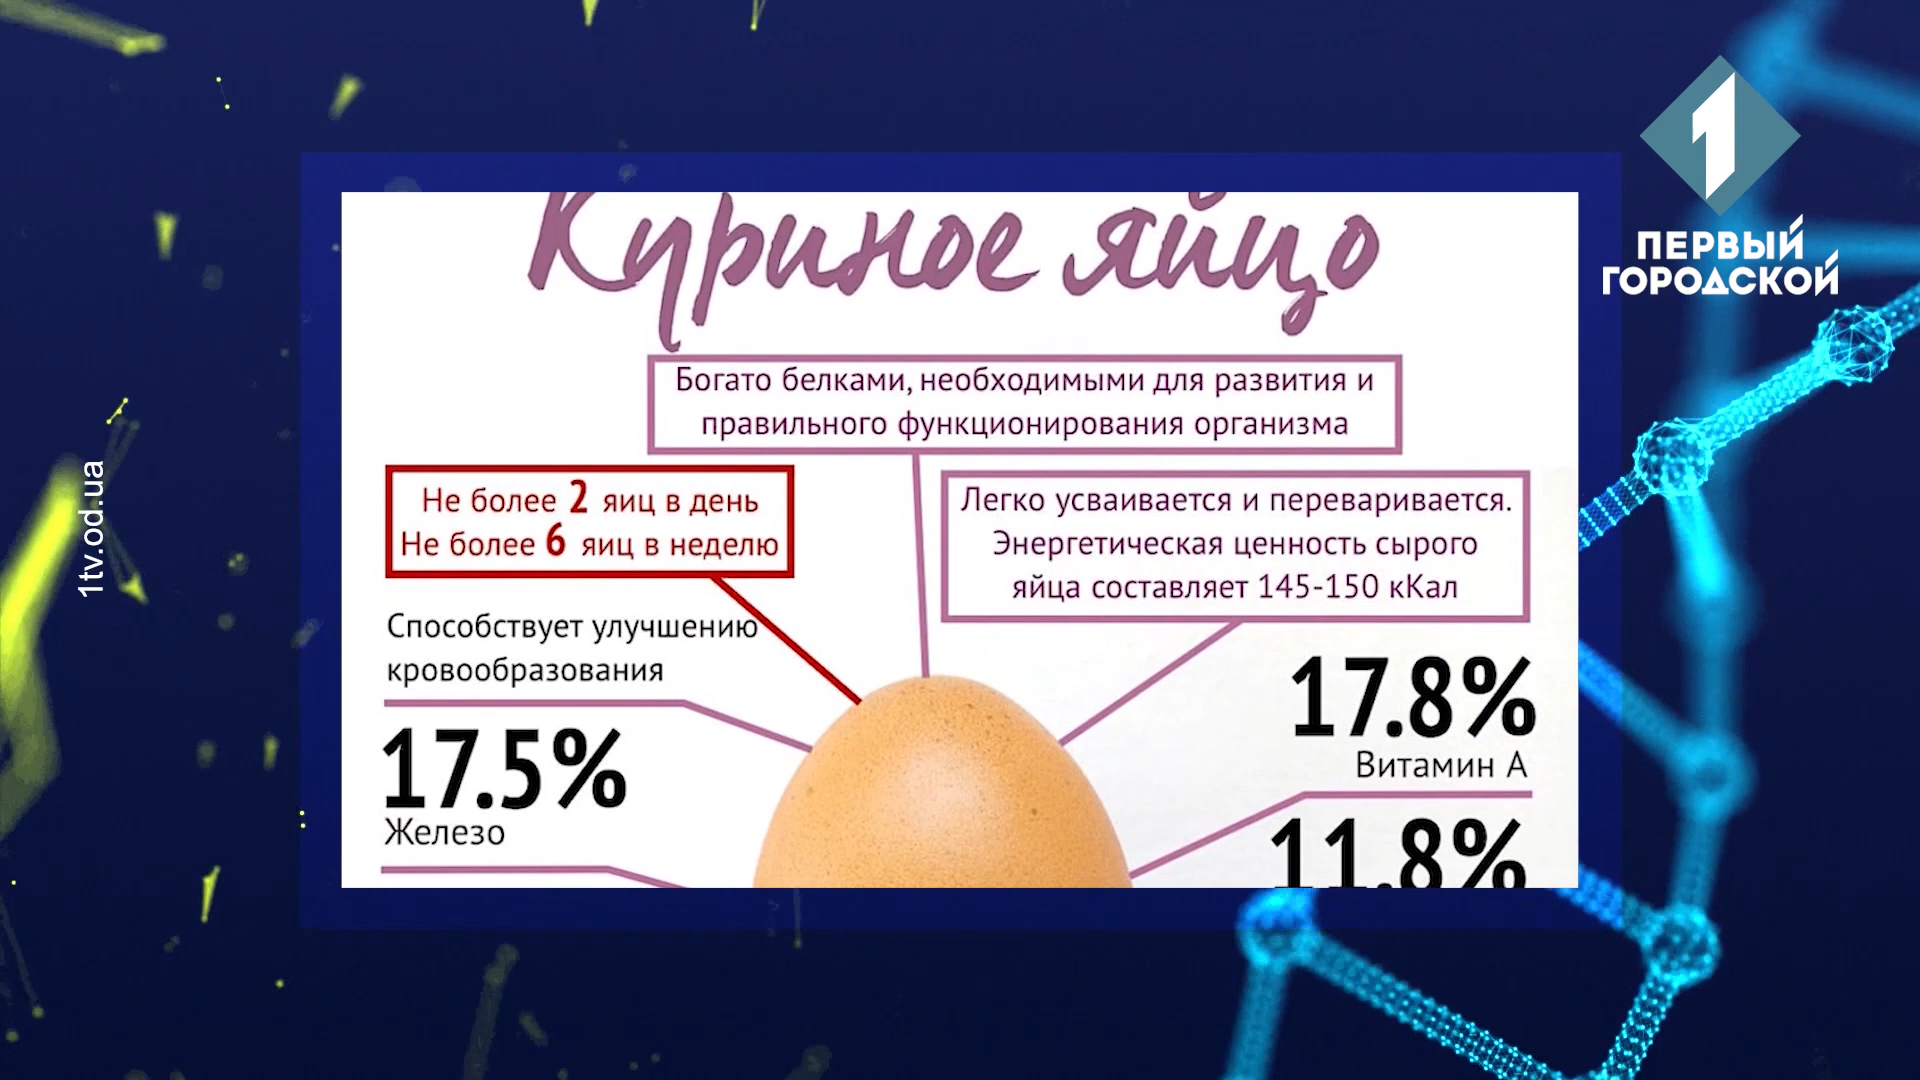 1
ПЕРВЫЙ
ГОРОДСКОЙ
1tv.od.ua
Куриное яйцо
Богато белками, необходимыми для развития и
правильного функционирования организма
Не более 2 яиц в день
Не более 6 яиц в неделю
Легко усваивается и переваривается.
Энергетическая ценность сырого
яйца составляет 145-150 кКал
Способствует улучшению
кровообразования
17.5%
Железо
17.8%
Витамин А
11.8%